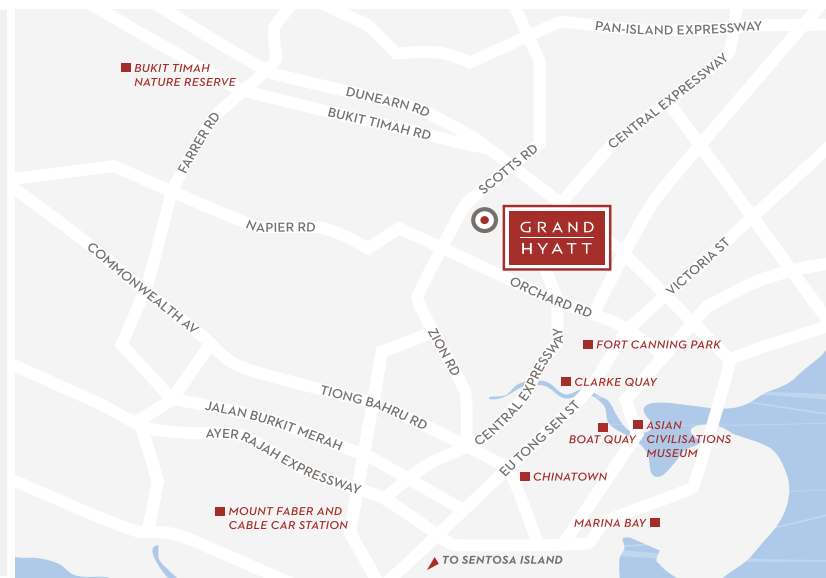 PAN-ISLAND EXPRESSWAY
BUKIT TIMAH
NATURE RESERVE
DUNEARN RD
BUKIT TIMAH RD
CENTRAL EXPRESSWAY
FARRER RD
SCOTTS RD
NAPIER RD
GRAND
HYATT
COMMONWEALTH AV
VICTORIA ST
ORCHARD RD
ZION RD
FORT CANNING PARK
CENTRAL EXPRESSWAY
CLARKE QUAY
TIONG BAHRU RD
JALAN BURKIT MERAH
EU TONG SEN ST
BOAT QUAY
ASIAN
CIVILISATIONS
MUSEUM
AYER RAJAH EXPRESSWAY
CHINATOWN
MOUNT FABER AND
CABLE CAR STATION
MARINA BAY
TO SENTOSA ISLAND